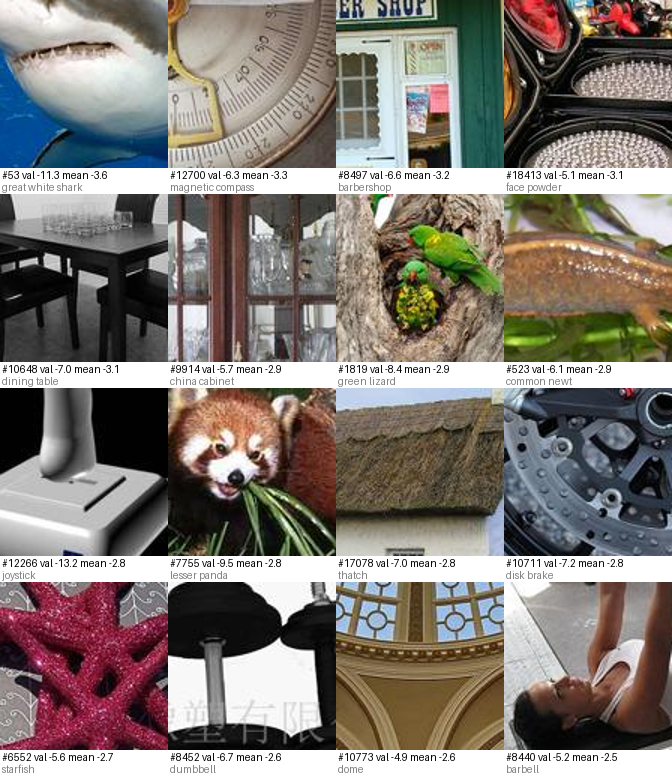 ER SHOP
OPEN
#53 val -11.3 mean -3.6
great white shark
#12700 val -6.3 mean -3.3
magnetic compass
#8497 val -6.6 mean -3.2
barbershop
#18413 val -5.1 mean -3.1
face powder
#10648 val -7.0 mean -3.1
dining table
#9914 val -5.7 mean -2.9
china cabinet
#1819 val -8.4 mean -2.9
green lizard
#523 val -6.1 mean -2.9
common newt
#12266 val -13.2 mean -2.8
joystick
#7755 val -9.5 mean -2.8
lesser panda
#17078 val -7.0 mean -2.8
thatch
#10711 val -7.2 mean -2.8
disk brake
塑有限
#6552 val -5.6 mean -2.7
starfish
#8452 val -6.7 mean -2.6
dumbbell
#10773 val -4.9 mean -2.6
dome
#8440 val -5.2 mean -2.5
barbell